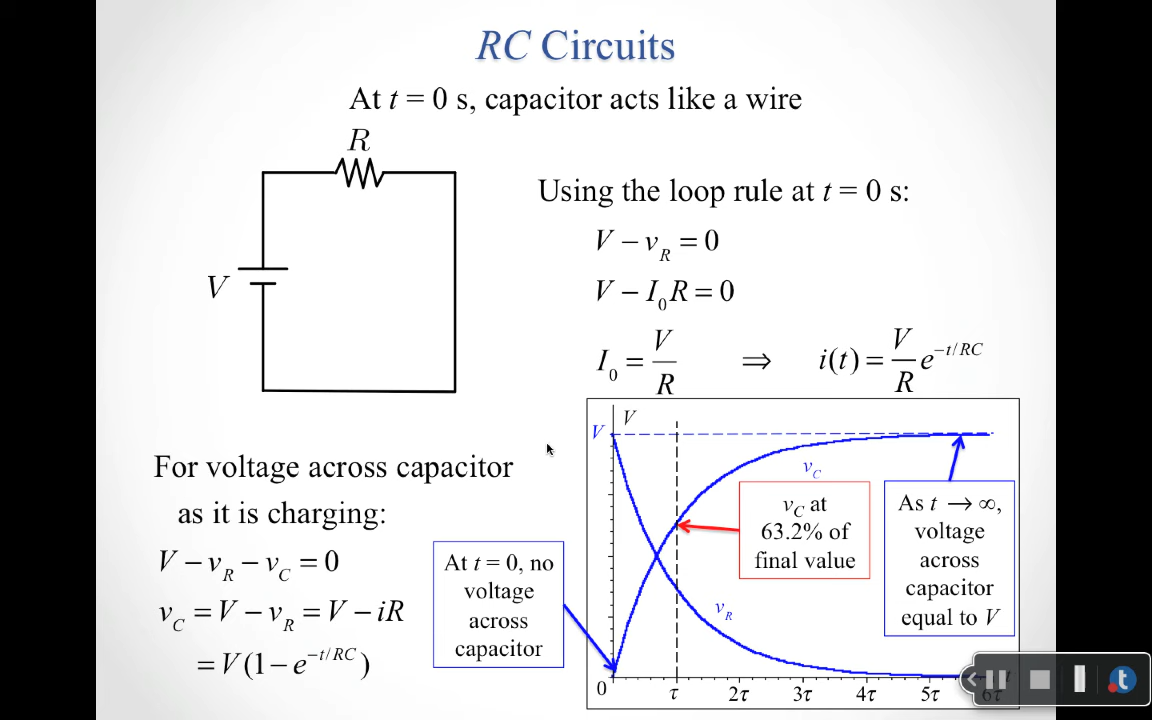 RC Circuits
At t = 0 s, capacitor acts like a wire
R
V
Using the loop rule at t = 0 s:
V − v_R = 0
V − I_0 R = 0
I_0 = V/R ⇒ i(t) = V/R e^{−t/RC}
For voltage across capacitor
as it is charging:
V − v_R − v_C = 0
v_C = V − v_R = V − iR
= V(1 − e^{−t/RC})
At t = 0, no
voltage
across
capacitor
V
V
v_C
v_C at
63.2% of
final value
As t → ∞,
voltage
across
capacitor
equal to V
v_R
0 τ 2τ 3τ 4τ 5τ 6τ
t
t